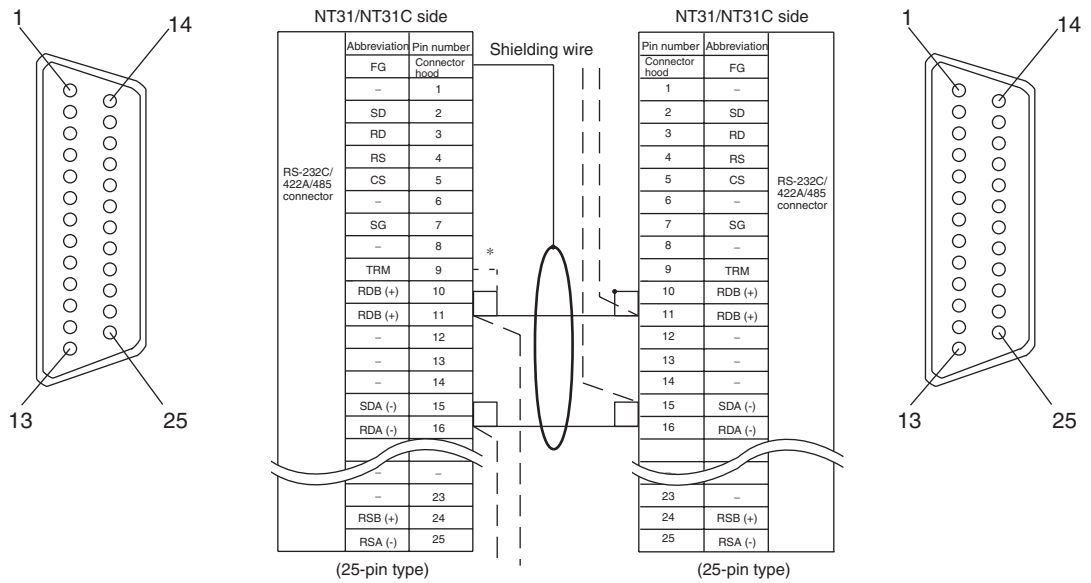 1
14
13
25
NT31/NT31C side
Abbreviation Pin number
FG Connector hood
– 1
SD 2
RD 3
RS 4
CS 5
– 6
SG 7
– 8
TRM 9
RDB (+) 10
RDB (+) 11
– 12
– 13
– 14
SDA (-) 15
RDA (-) 16
– –
– 23
RSB (+) 24
RSA (-) 25
RS-232C/
422A/485
connector
(25-pin type)
Shielding wire
*
NT31/NT31C side
Pin number Abbreviation
Connector hood FG
1 –
2 SD
3 RD
4 RS
5 CS
6 –
7 SG
8 –
9 TRM
10 RDB (+)
11 RDB (+)
12 –
13 –
14 –
15 SDA (-)
16 RDA (-)
– –
23 –
24 RSB (+)
25 RSA (-)
RS-232C/
422A/485
connector
(25-pin type)
1
14
13
25